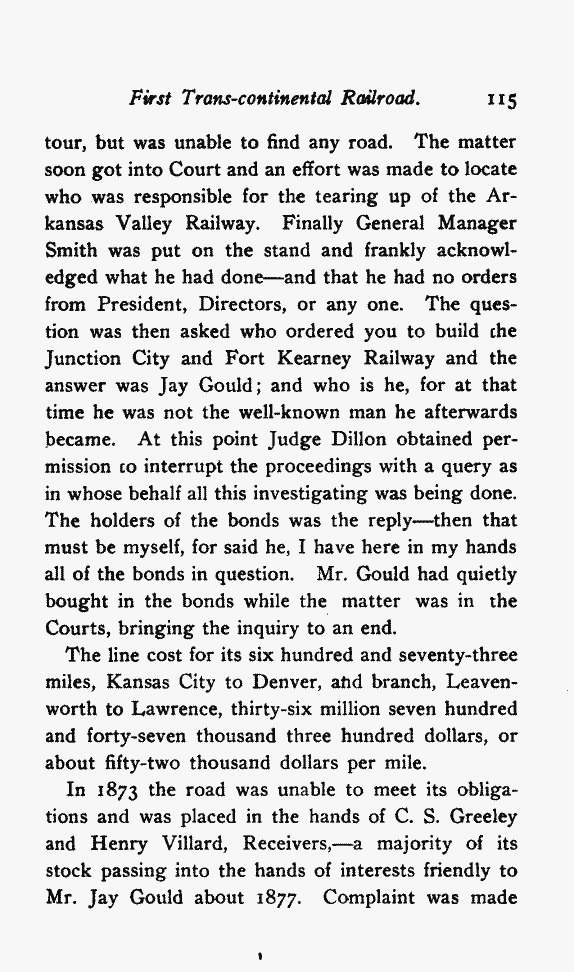 First Trans-continental Railroad. 115
tour, but was unable to find any road. The matter
soon got into Court and an effort was made to locate
who was responsible for the tearing up of the Ar-
kansas Valley Railway. Finally General Manager
Smith was put on the stand and frankly acknowl-
edged what he had done—and that he had no orders
from President, Directors, or any one. The ques-
tion was then asked who ordered you to build the
Junction City and Fort Kearney Railway and the
answer was Jay Gould; and who is he, for at that
time he was not the well-known man he afterwards
became. At this point Judge Dillon obtained per-
mission to interrupt the proceedings with a query as
in whose behalf all this investigating was being done.
The holders of the bonds was the reply—then that
must be myself, for said he, I have here in my hands
all of the bonds in question. Mr. Gould had quietly
bought in the bonds while the matter was in the
Courts, bringing the inquiry to an end.
The line cost for its six hundred and seventy-three
miles, Kansas City to Denver, and branch, Leaven-
worth to Lawrence, thirty-six million seven hundred
and forty-seven thousand three hundred dollars, or
about fifty-two thousand dollars per mile.
In 1873 the road was unable to meet its obliga-
tions and was placed in the hands of C. S. Greeley
and Henry Villard, Receivers,—a majority of its
stock passing into the hands of interests friendly to
Mr. Jay Gould about 1877. Complaint was made